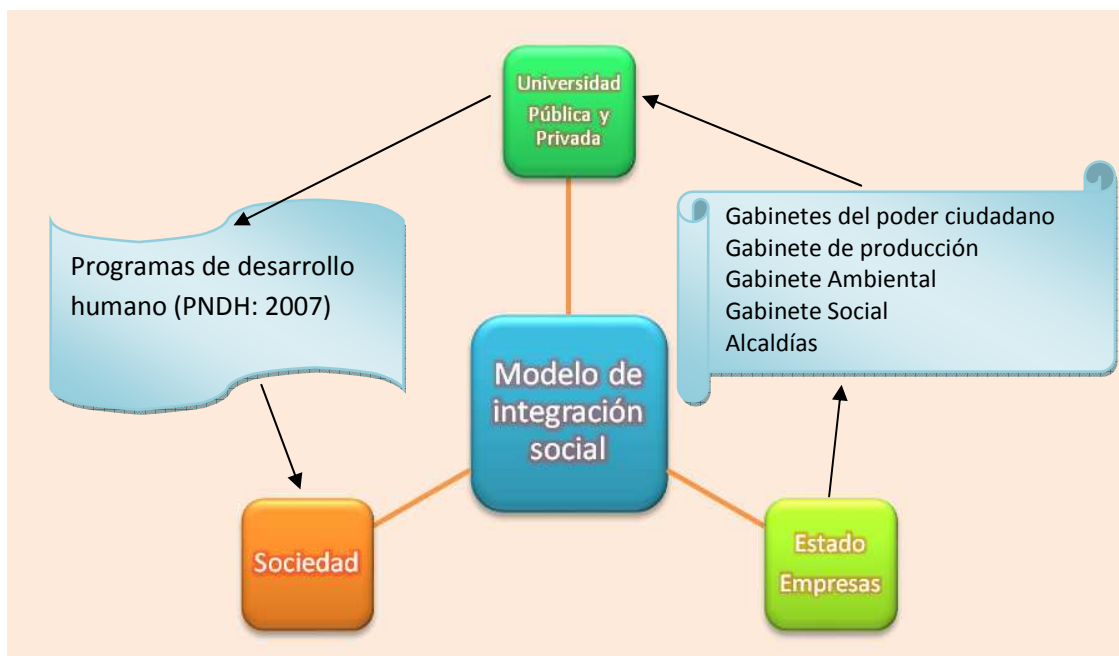 Universidad
Pública y
Privada
Gabinetes del poder ciudadano
Gabinete de producción
Gabinete Ambiental
Gabinete Social
Alcaldías
Programas de desarrollo
humano (PNDH: 2007)
Modelo de
integración
social
Sociedad
Estado
Empresas